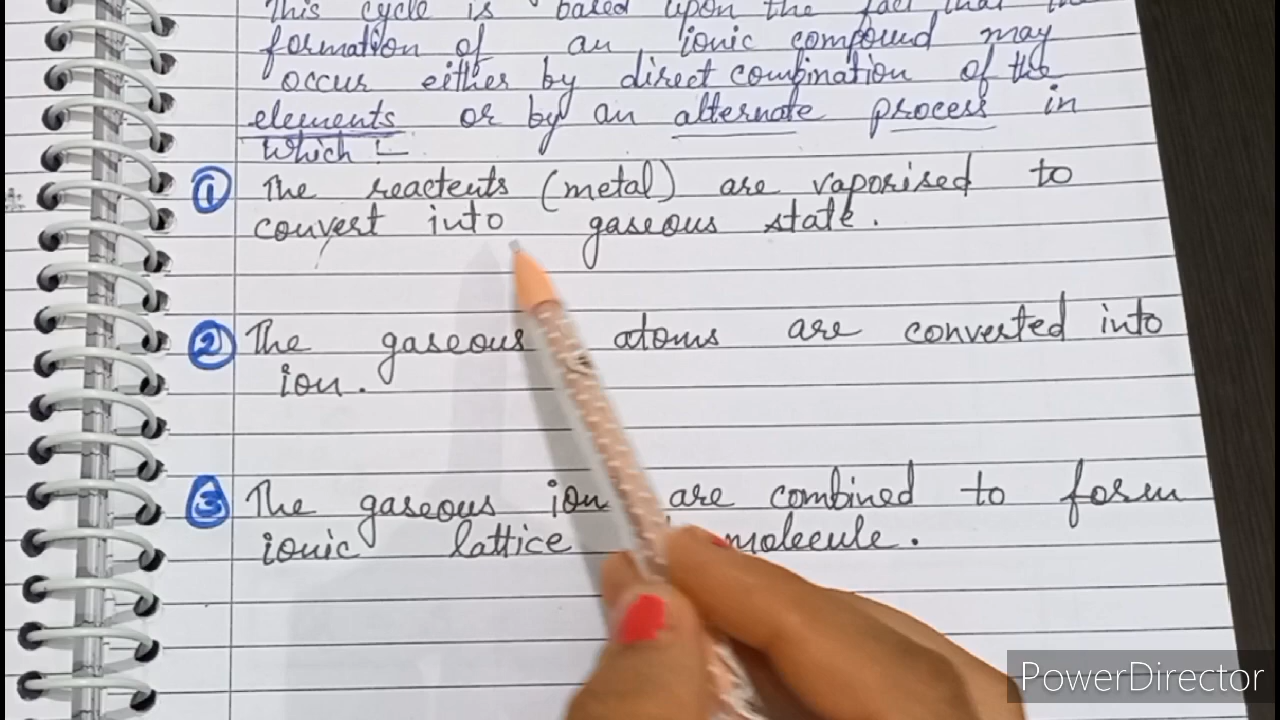 This cycle is based upon the fact that the
formation of an ionic compound may
occur either by direct combination of the
elements or by an alternate process in
which :-
① The reactents (metal) are vaporised to
convert into gaseous state.
② The gaseous atoms are converted into
ion.
③ The gaseous ion are combined to form
ionic lattice molecule.
PowerDirector